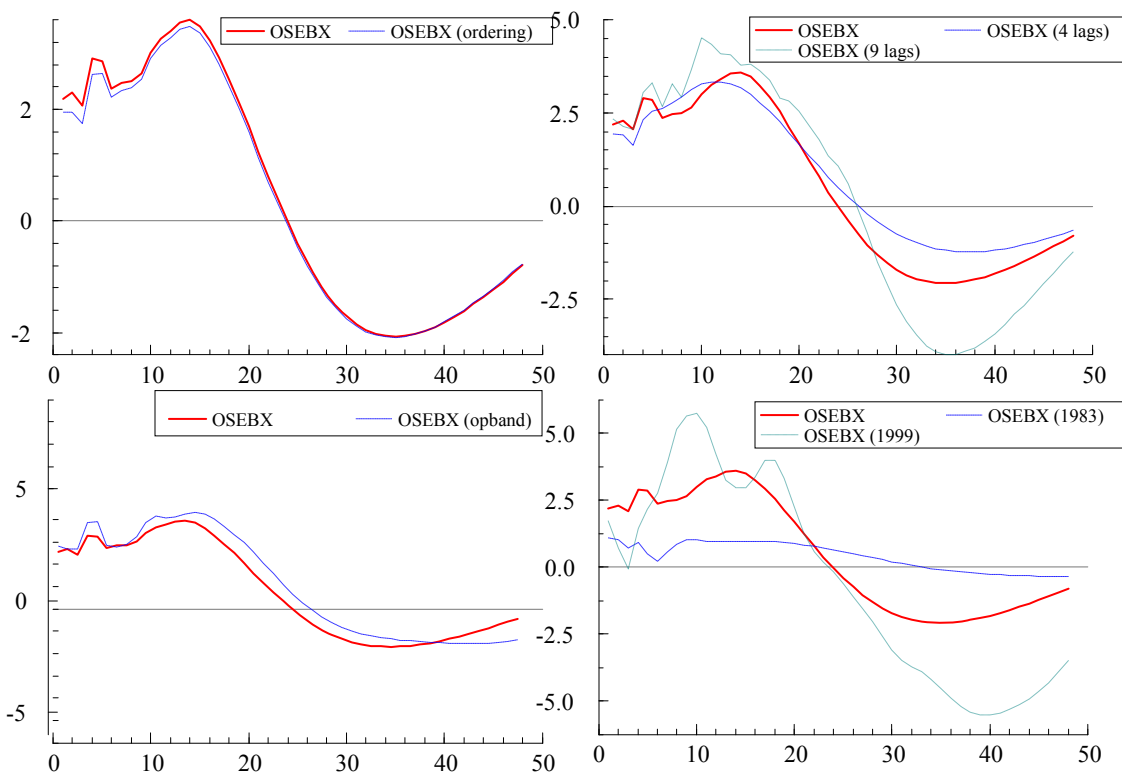 OSEBX OSEBX (ordering)
2
0
-2
0 10 20 30 40 50
5.0
OSEBX OSEBX (4 lags)
OSEBX (9 lags)
2.5
0.0
-2.5
0 10 20 30 40 50
OSEBX OSEBX (opband)
5
0
-5
0 10 20 30 40 50
OSEBX OSEBX (1983)
OSEBX (1999)
5.0
2.5
0.0
-2.5
-5.0
0 10 20 30 40 50